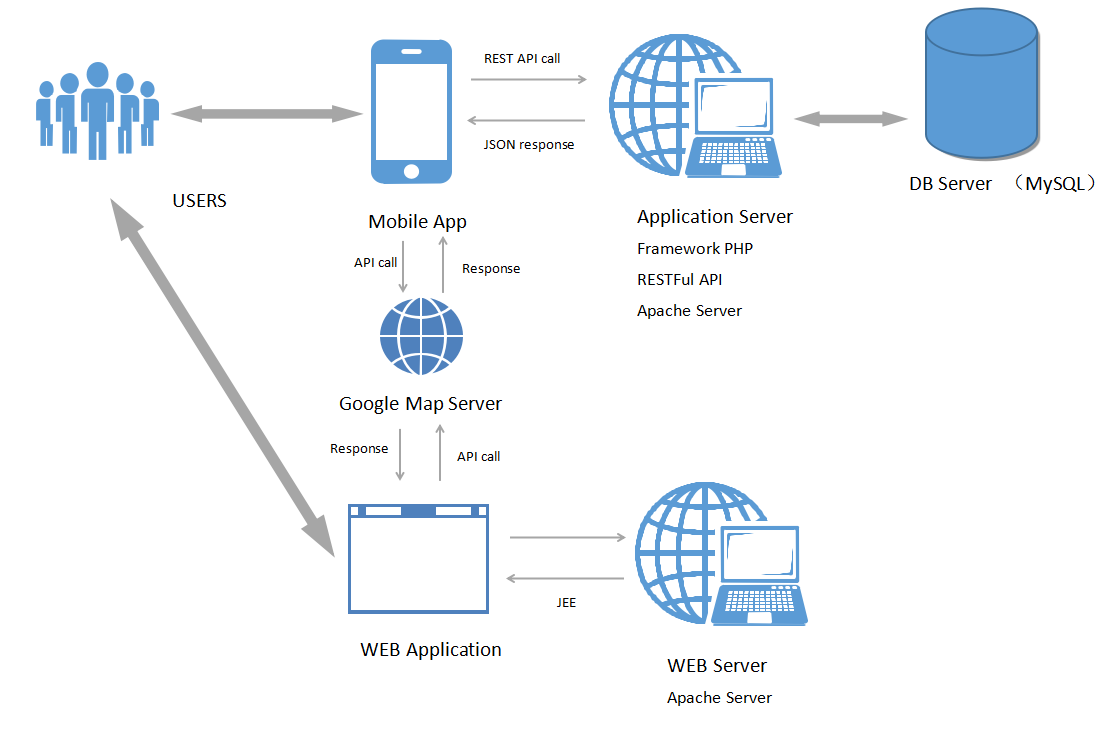 REST API call
JSON response
DB Server （MySQL）
USERS
Mobile App
Application Server
Framework PHP
RESTFul API
Apache Server
API call
Response
Google Map Server
Response
API call
JEE
WEB Application
WEB Server
Apache Server